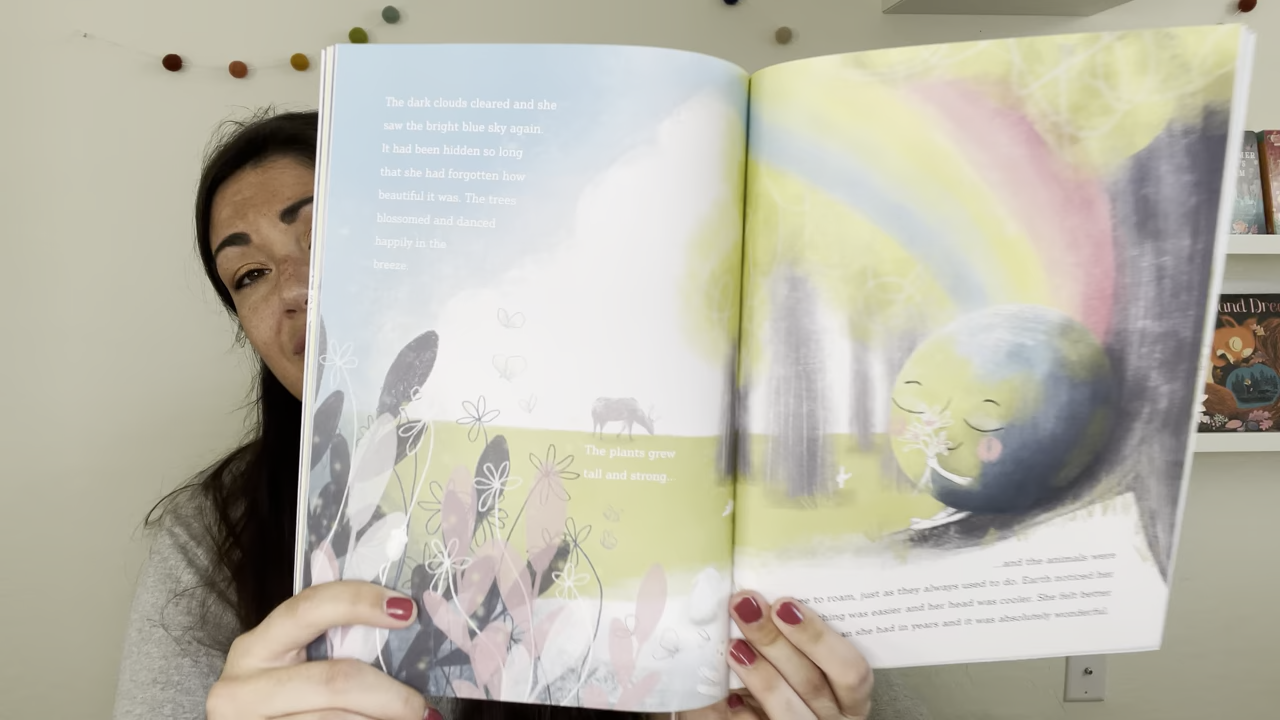 The dark clouds cleared and she
saw the bright blue sky again.
It had been hidden so long
that she had forgotten how
beautiful it was. The trees
blossomed and danced
happily in the
breeze.
The plants grew
tall and strong...
...and the animals were
to roam, just as they always used to do. Earth noticed her
was easier and her head was cooler. She felt better
she had in years and it was absolutely wonderful.
and